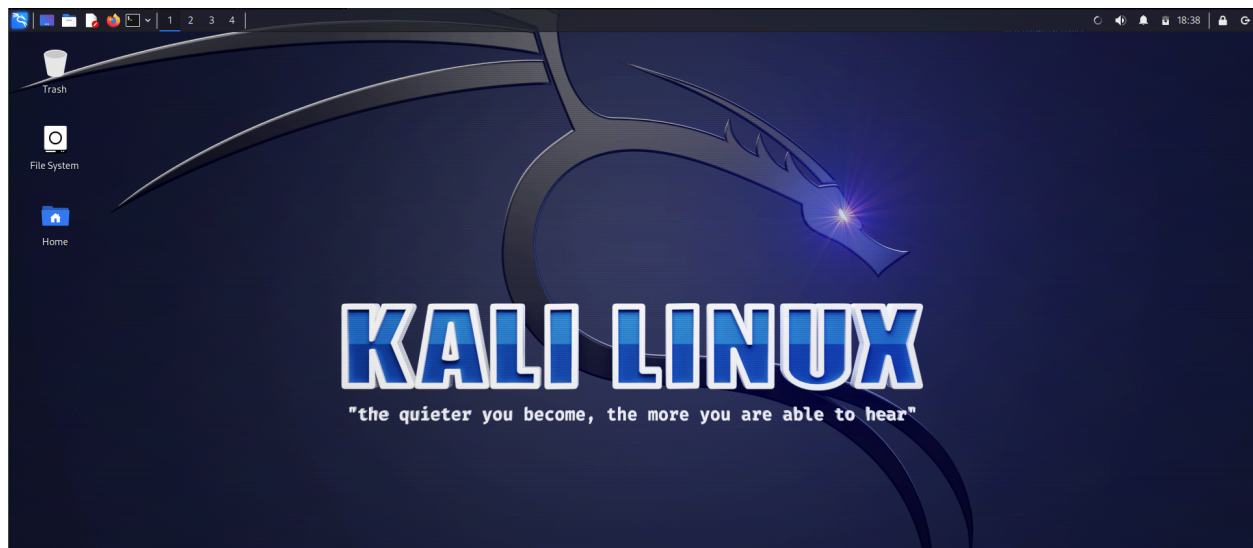 1 2 3 4 18:38
Trash
File System
Home
KALI LINUX
"the quieter you become, the more you are able to hear"